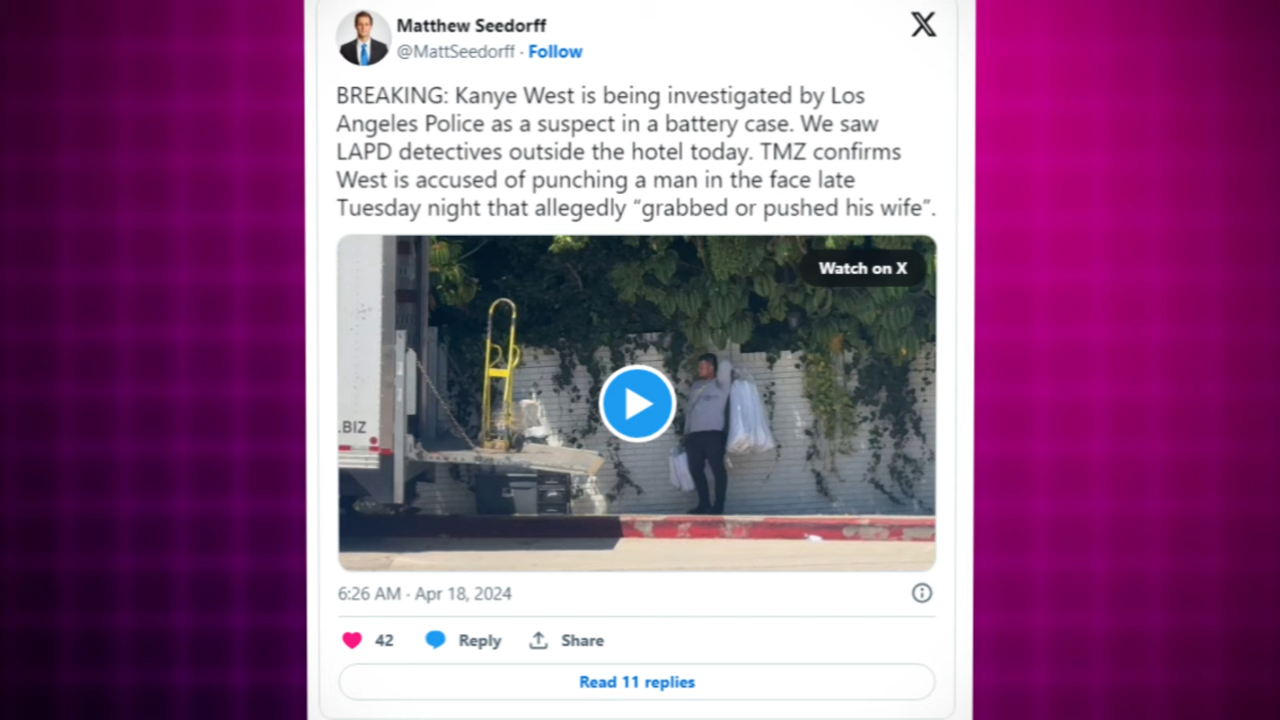 Matthew Seedorff
@MattSeedorff · Follow
BREAKING: Kanye West is being investigated by Los
Angeles Police as a suspect in a battery case. We saw
LAPD detectives outside the hotel today. TMZ confirms
West is accused of punching a man in the face late
Tuesday night that allegedly “grabbed or pushed his wife”.
Watch on X
.BIZ
6:26 AM · Apr 18, 2024
42 Reply Share
Read 11 replies